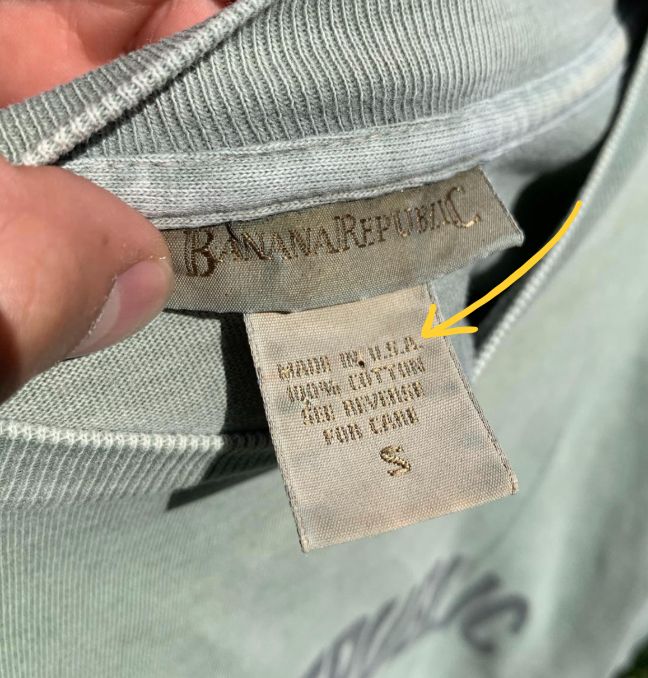 BANANA REPUBLIC
MADE IN U.S.A.
100% COTTON
SEE REVERSE
FOR CARE
S